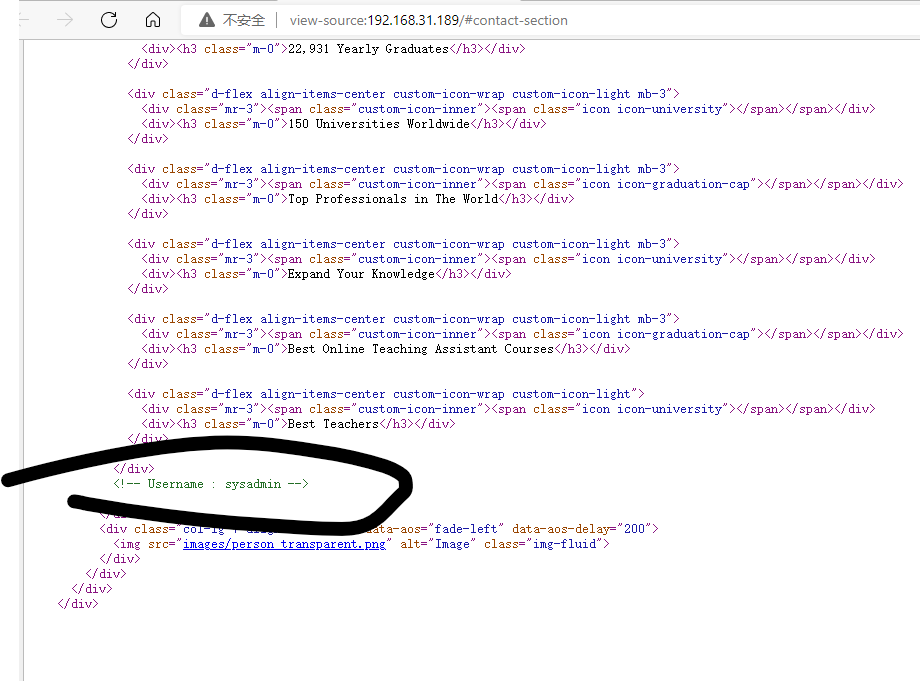 不安全 view-source:192.168.31.189/#contact-section
<div><h3 class="m-0">22,931 Yearly Graduates</h3></div>
</div>
<div class="d-flex align-items-center custom-icon-wrap custom-icon-light mb-3">
<div class="mr-3"><span class="custom-icon-inner"><span class="icon icon-university"></span></span></div>
<div><h3 class="m-0">150 Universities Worldwide</h3></div>
</div>
<div class="d-flex align-items-center custom-icon-wrap custom-icon-light mb-3">
<div class="mr-3"><span class="custom-icon-inner"><span class="icon icon-graduation-cap"></span></span></div>
<div><h3 class="m-0">Top Professionals in The World</h3></div>
</div>
<div class="d-flex align-items-center custom-icon-wrap custom-icon-light mb-3">
<div class="mr-3"><span class="custom-icon-inner"><span class="icon icon-university"></span></span></div>
<div><h3 class="m-0">Expand Your Knowledge</h3></div>
</div>
<div class="d-flex align-items-center custom-icon-wrap custom-icon-light mb-3">
<div class="mr-3"><span class="custom-icon-inner"><span class="icon icon-graduation-cap"></span></span></div>
<div><h3 class="m-0">Best Online Teaching Assistant Courses</h3></div>
</div>
<div class="d-flex align-items-center custom-icon-wrap custom-icon-light">
<div class="mr-3"><span class="custom-icon-inner"><span class="icon icon-university"></span></span></div>
<div><h3 class="m-0">Best Teachers</h3></div>
</div>
</div>
<!-- Username : sysadmin -->
<div class="col-lg data-aos="fade-left" data-aos-delay="200">
<img src="images/person_transparent.png" alt="Image" class="img-fluid">
</div>
</div>
</div>
</div>